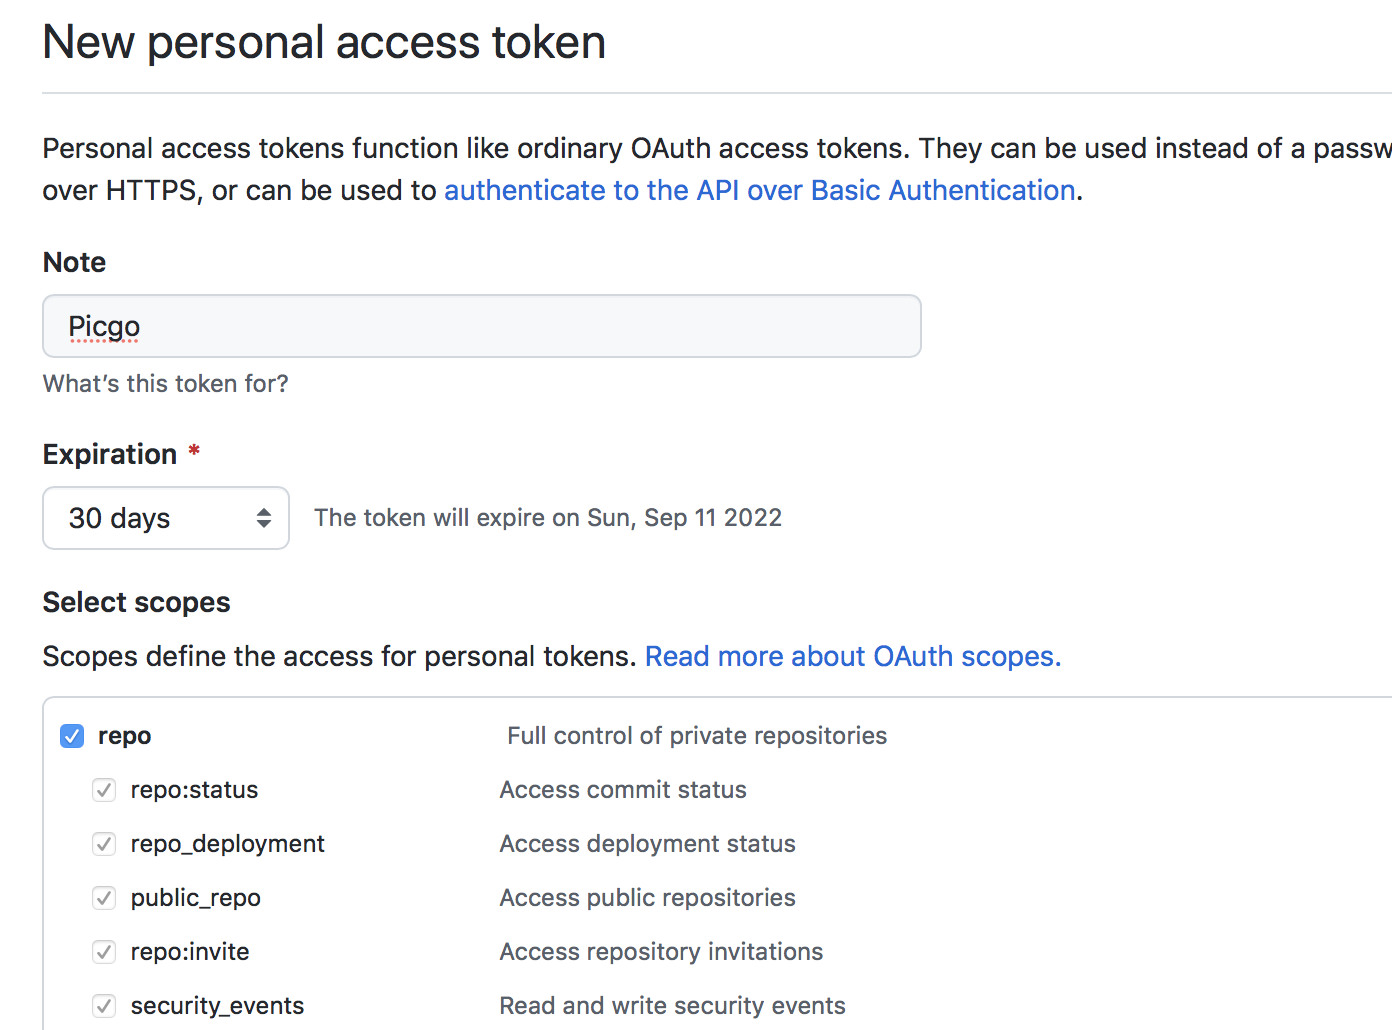 New personal access token
Personal access tokens function like ordinary OAuth access tokens. They can be used instead of a passw
over HTTPS, or can be used to authenticate to the API over Basic Authentication.
Note
Picgo
What's this token for?
Expiration *
30 days The token will expire on Sun, Sep 11 2022
Select scopes
Scopes define the access for personal tokens. Read more about OAuth scopes.
repo Full control of private repositories
repo:status Access commit status
repo_deployment Access deployment status
public_repo Access public repositories
repo:invite Access repository invitations
security_events Read and write security events